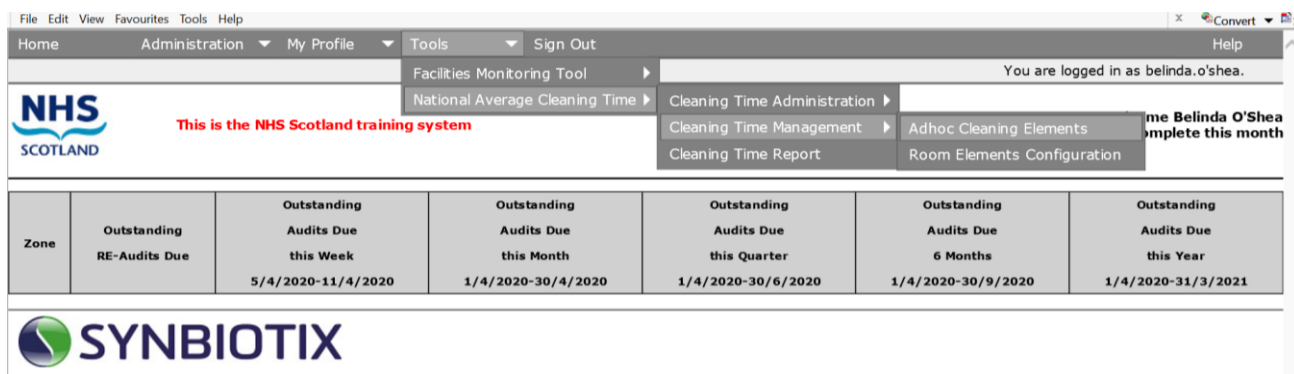 File Edit View Favourites Tools Help x Convert
Home Administration My Profile Tools Sign Out Help
Facilities Monitoring Tool You are logged in as belinda.o'shea.
National Average Cleaning Time Cleaning Time Administration
NHS
SCOTLAND
This is the NHS Scotland training system
Cleaning Time Management Adhoc Cleaning Elements
Cleaning Time Report Room Elements Configuration
me Belinda O'Shea
mplete this month
Zone
Outstanding
RE-Audits Due
Outstanding
Audits Due
this Week
5/4/2020-11/4/2020
Outstanding
Audits Due
this Month
1/4/2020-30/4/2020
Outstanding
Audits Due
this Quarter
1/4/2020-30/6/2020
Outstanding
Audits Due
6 Months
1/4/2020-30/9/2020
Outstanding
Audits Due
this Year
1/4/2020-31/3/2021
SYNBIOTIX